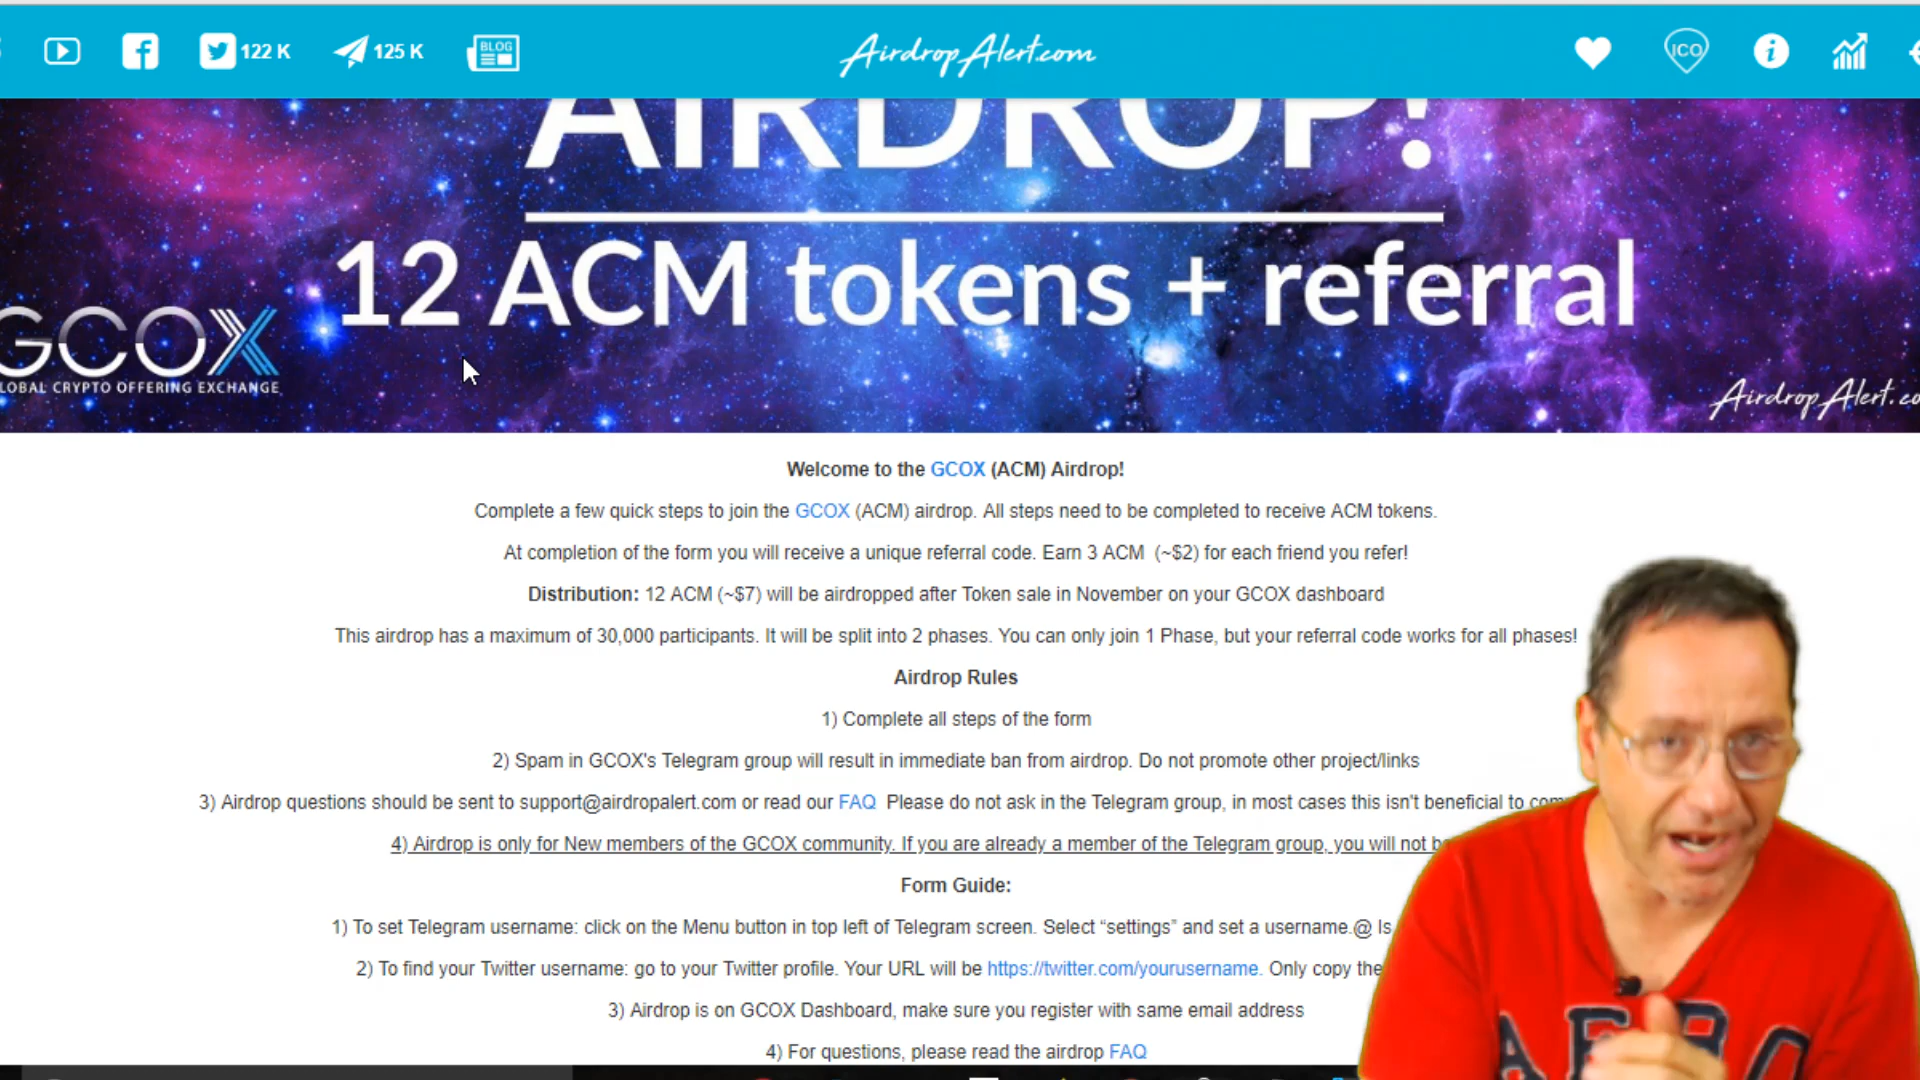 122 K
125 K
BLOG
AirdropAlert.com
ICO
AIRDROP!
12 ACM tokens + referral
GCOX
LOBAL CRYPTO OFFERING EXCHANGE
AirdropAlert.co
Welcome to the GCOX (ACM) Airdrop!
Complete a few quick steps to join the GCOX (ACM) airdrop. All steps need to be completed to receive ACM tokens.
At completion of the form you will receive a unique referral code. Earn 3 ACM (~$2) for each friend you refer!
Distribution: 12 ACM (~$7) will be airdropped after Token sale in November on your GCOX dashboard
This airdrop has a maximum of 30,000 participants. It will be split into 2 phases. You can only join 1 Phase, but your referral code works for all phases!
Airdrop Rules
1) Complete all steps of the form
2) Spam in GCOX's Telegram group will result in immediate ban from airdrop. Do not promote other project/links
3) Airdrop questions should be sent to support@airdropalert.com or read our FAQ Please do not ask in the Telegram group, in most cases this isn't beneficial to com
4) Airdrop is only for New members of the GCOX community. If you are already a member of the Telegram group, you will not b
Form Guide:
1) To set Telegram username: click on the Menu button in top left of Telegram screen. Select “settings” and set a username.@ Is
2) To find your Twitter username: go to your Twitter profile. Your URL will be https://twitter.com/yourusername. Only copy the
3) Airdrop is on GCOX Dashboard, make sure you register with same email address
4) For questions, please read the airdrop FAQ